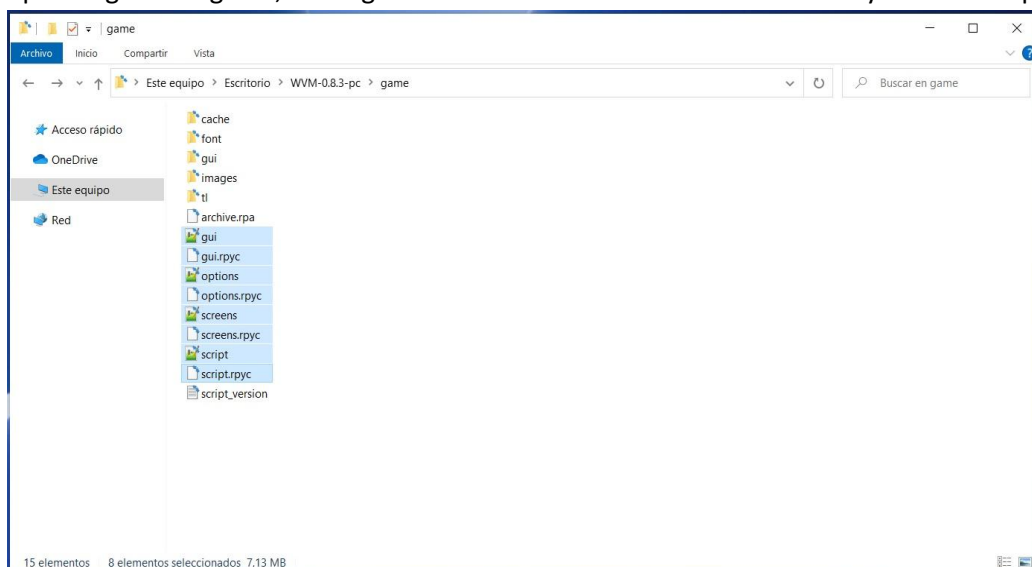 game
Archivo Inicio Compartir Vista
Este equipo > Escritorio > WVM-0.8.3-pc > game
Buscar en game
Acceso rápido
OneDrive
Este equipo
Red
cache
font
gui
images
tl
archive.rpa
gui
gui.rpyc
options
options.rpyc
screens
screens.rpyc
script
script.rpyc
script_version
15 elementos 8 elementos seleccionados 7.13 MB